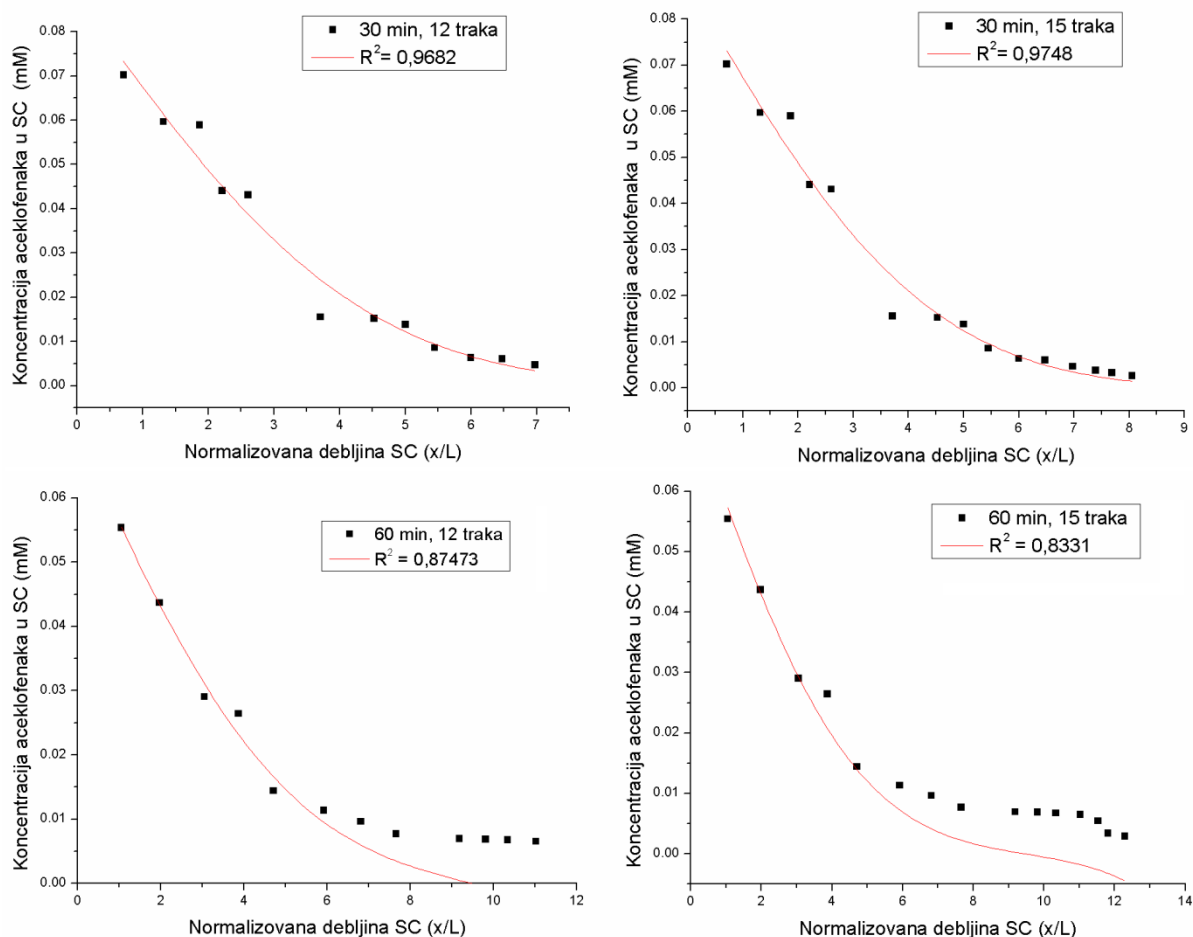 30 min, 12 traka
R²= 0,9682
Koncentracija aceklofenaka u SC (mM)
0.08
0.07
0.06
0.05
0.04
0.03
0.02
0.01
0.00
0 1 2 3 4 5 6 7
Normalizovana debljina SC (x/L)
30 min, 15 traka
R²= 0,9748
Koncentracija aceklofenaka u SC (mM)
0.08
0.07
0.06
0.05
0.04
0.03
0.02
0.01
0.00
0 1 2 3 4 5 6 7 8 9
Normalizovana debljina SC (x/L)
60 min, 12 traka
R² = 0,87473
Koncentracija aceklofenaka u SC (mM)
0.06
0.05
0.04
0.03
0.02
0.01
0.00
0 2 4 6 8 10 12
Normalizovana debljina SC (x/L)
60 min, 15 traka
R² = 0,8331
Koncentracija aceklofenaka u SC (mM)
0.06
0.05
0.04
0.03
0.02
0.01
0.00
0 2 4 6 8 10 12 14
Normalizovana debljina SC (x/L)